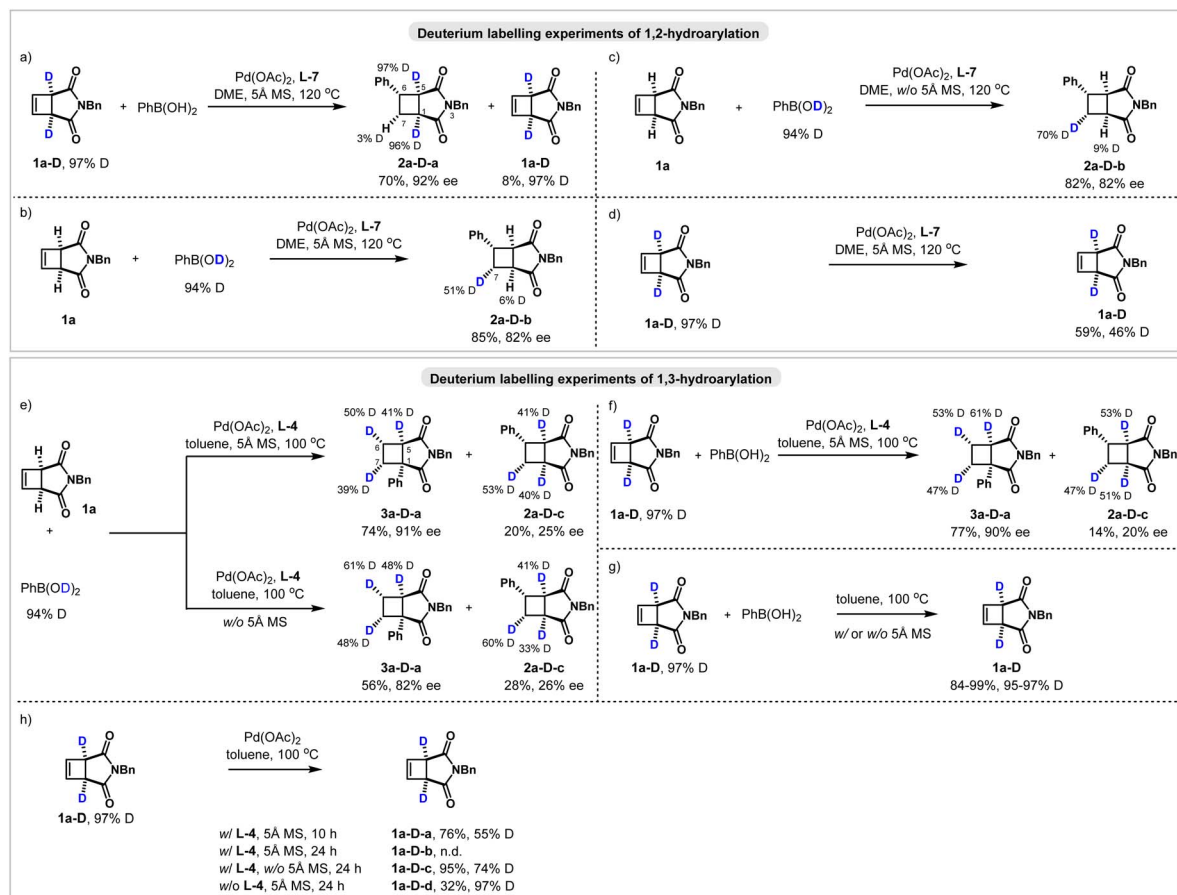 Deuterium labelling experiments of 1,2-hydroarylation
a)
D
D
O
O
NBn
1a-D, 97% D
+
PhB(OH)2
Pd(OAc)2, L-7
DME, 5Å MS, 120 °C
97% D
Ph
D
O
6
5
7
1
NBn
3
H
3% D
D
96% D
O
2a-D-a
70%, 92% ee
+
D
D
O
O
NBn
1a-D
8%, 97% D
c)
H
H
O
O
NBn
1a
+
PhB(OD)2
94% D
Pd(OAc)2, L-7
DME, w/o 5Å MS, 120 °C
Ph
H
O
NBn
D
70% D
H
9% D
O
2a-D-b
82%, 82% ee
b)
H
H
O
O
NBn
1a
+
PhB(OD)2
94% D
Pd(OAc)2, L-7
DME, 5Å MS, 120 °C
Ph
H
O
NBn
7
D
51% D
H
6% D
O
2a-D-b
85%, 82% ee
d)
D
D
O
O
NBn
1a-D, 97% D
Pd(OAc)2, L-7
DME, 5Å MS, 120 °C
D
D
O
O
NBn
1a-D
59%, 46% D
Deuterium labelling experiments of 1,3-hydroarylation
e)
H
H
O
O
NBn
1a
+
PhB(OD)2
94% D
Pd(OAc)2, L-4
toluene, 5Å MS, 100 °C
50% D 41% D
D
D
O
6
5
7
1
NBn
D
39% D
Ph
O
3a-D-a
74%, 91% ee
+
41% D
Ph
D
O
NBn
D
53% D
D
40% D
O
2a-D-c
20%, 25% ee
Pd(OAc)2, L-4
toluene, 100 °C
w/o 5Å MS
61% D 48% D
D
D
O
NBn
D
48% D
Ph
O
3a-D-a
56%, 82% ee
+
41% D
Ph
D
O
NBn
D
60% D
D
33% D
O
2a-D-c
28%, 26% ee
f)
D
D
O
O
NBn
1a-D, 97% D
+ PhB(OH)2
Pd(OAc)2, L-4
toluene, 5Å MS, 100 °C
53% D 61% D
D
D
O
NBn
D
47% D
Ph
O
3a-D-a
77%, 90% ee
+
53% D
Ph
D
O
NBn
D
47% D
D
51% D
O
2a-D-c
14%, 20% ee
g)
D
D
O
O
NBn
1a-D, 97% D
+ PhB(OH)2
toluene, 100 °C
w/ or w/o 5Å MS
D
D
O
O
NBn
1a-D
84-99%, 95-97% D
h)
D
D
O
O
NBn
1a-D, 97% D
Pd(OAc)2
toluene, 100 °C
D
D
O
O
NBn
w/ L-4, 5Å MS, 10 h 1a-D-a, 76%, 55% D
w/ L-4, 5Å MS, 24 h 1a-D-b, n.d.
w/ L-4, w/o 5Å MS, 24 h 1a-D-c, 95%, 74% D
w/o L-4, 5Å MS, 24 h 1a-D-d, 32%, 97% D